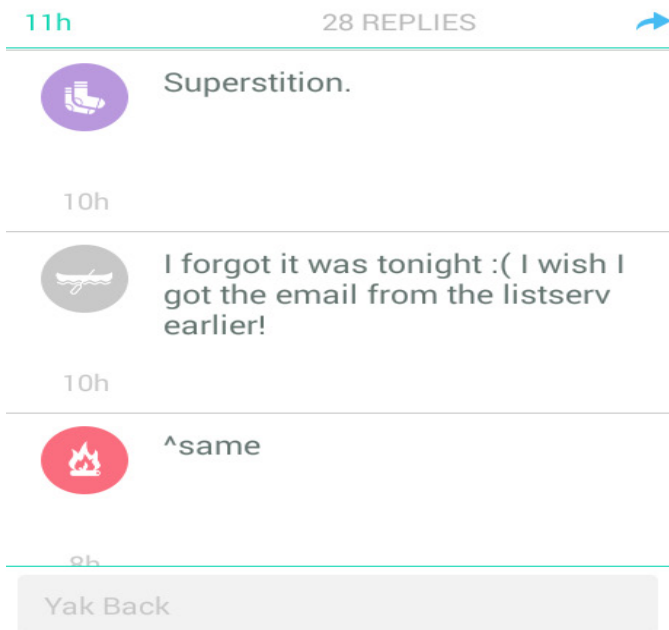 11h 28 REPLIES
Superstition.
10h
I forgot it was tonight :( I wish I
got the email from the listserv
earlier!
10h
^same
8h
Yak Back